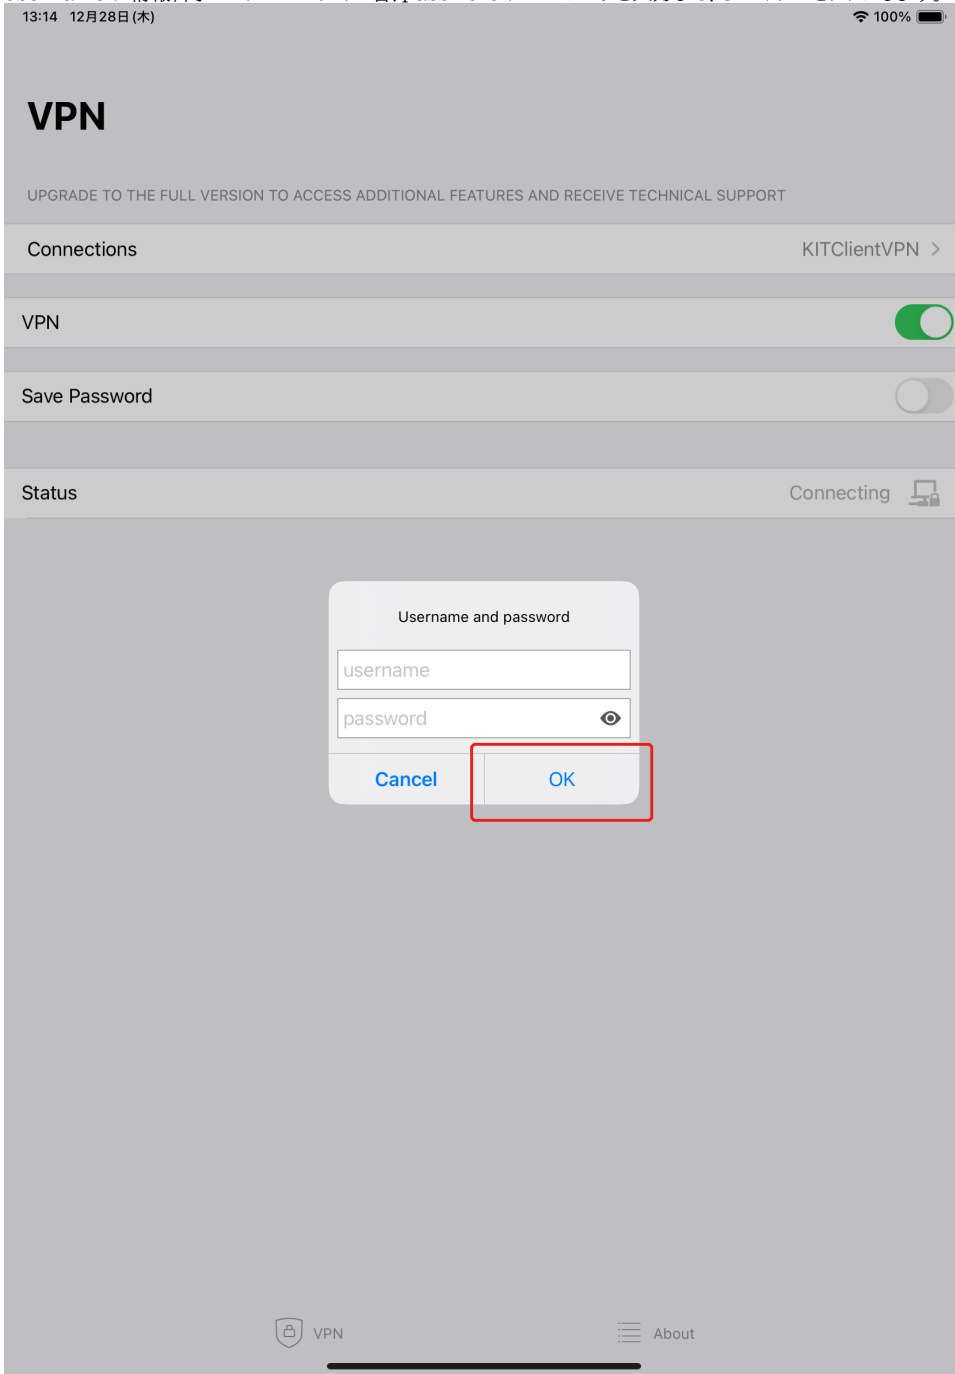 13:14 12月28日(木) 100%
VPN
UPGRADE TO THE FULL VERSION TO ACCESS ADDITIONAL FEATURES AND RECEIVE TECHNICAL SUPPORT
Connections KITClientVPN >
VPN
Save Password
Status Connecting
Username and password
username
password
Cancel OK
VPN About